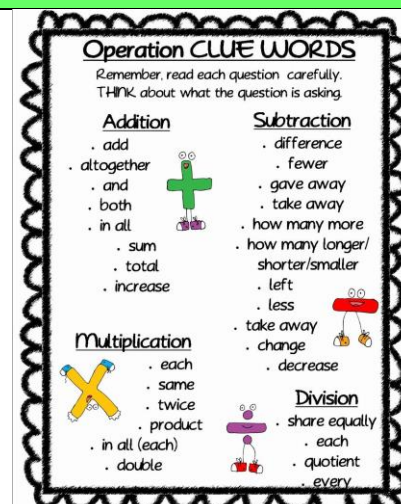 Operation CLUE WORDS
Remember, read each question carefully.
THINK about what the question is asking.
Addition
. add
. altogether
. and
. both
. in all
. sum
. total
. increase
Subtraction
. difference
. fewer
. gave away
. take away
. how many more
. how many longer/
shorter/smaller
. left
. less
. take away
. change
. decrease
Multiplication
. each
. same
. twice
. product
. in all (each)
. double
Division
. share equally
. each
. quotient
. every